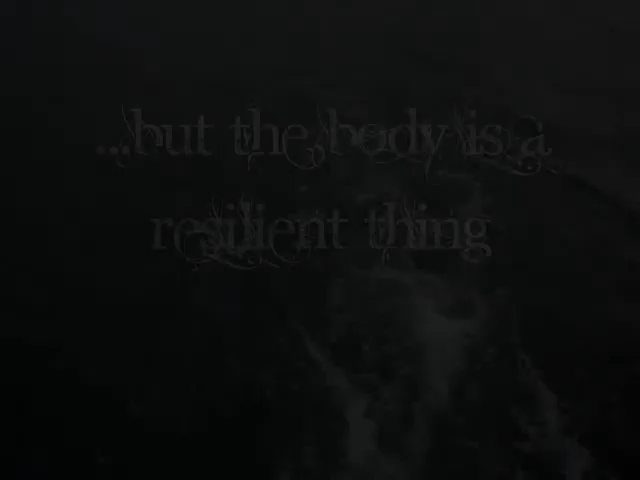 ...but the body is a
resilient thing